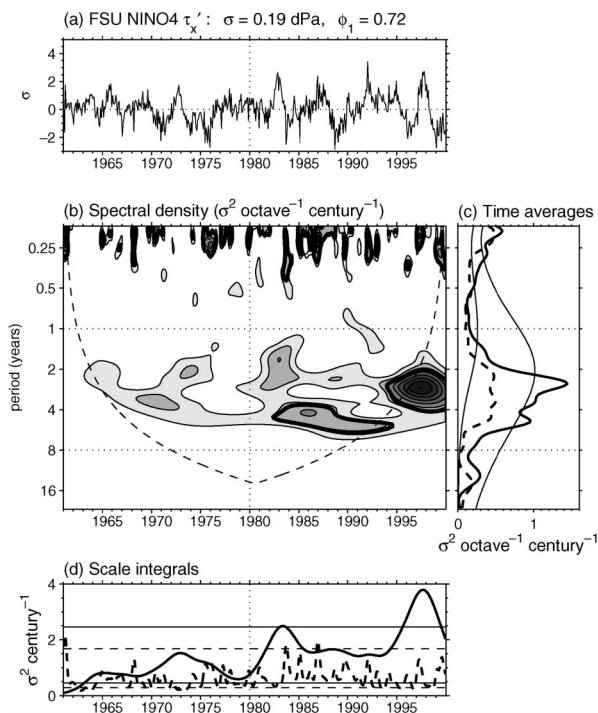 (a) FSU NINO4 τx′ : σ = 0.19 dPa, ϕ1 = 0.72
4
2
0
−2
σ
1965 1970 1975 1980 1985 1990 1995
(b) Spectral density (σ² octave⁻¹ century⁻¹)
(c) Time averages
0.25
0.5
1
2
4
8
16
period (years)
1965 1970 1975 1980 1985 1990 1995
0 1
σ² octave⁻¹ century⁻¹
(d) Scale integrals
4
2
0
σ² century⁻¹
1965 1970 1975 1980 1985 1990 1995